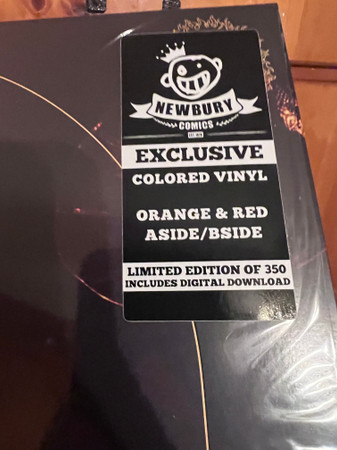 NEWBURY
COMICS
EXCLUSIVE
COLORED VINYL
ORANGE & RED
ASIDE/BSIDE
LIMITED EDITION OF 350
INCLUDES DIGITAL DOWNLOAD